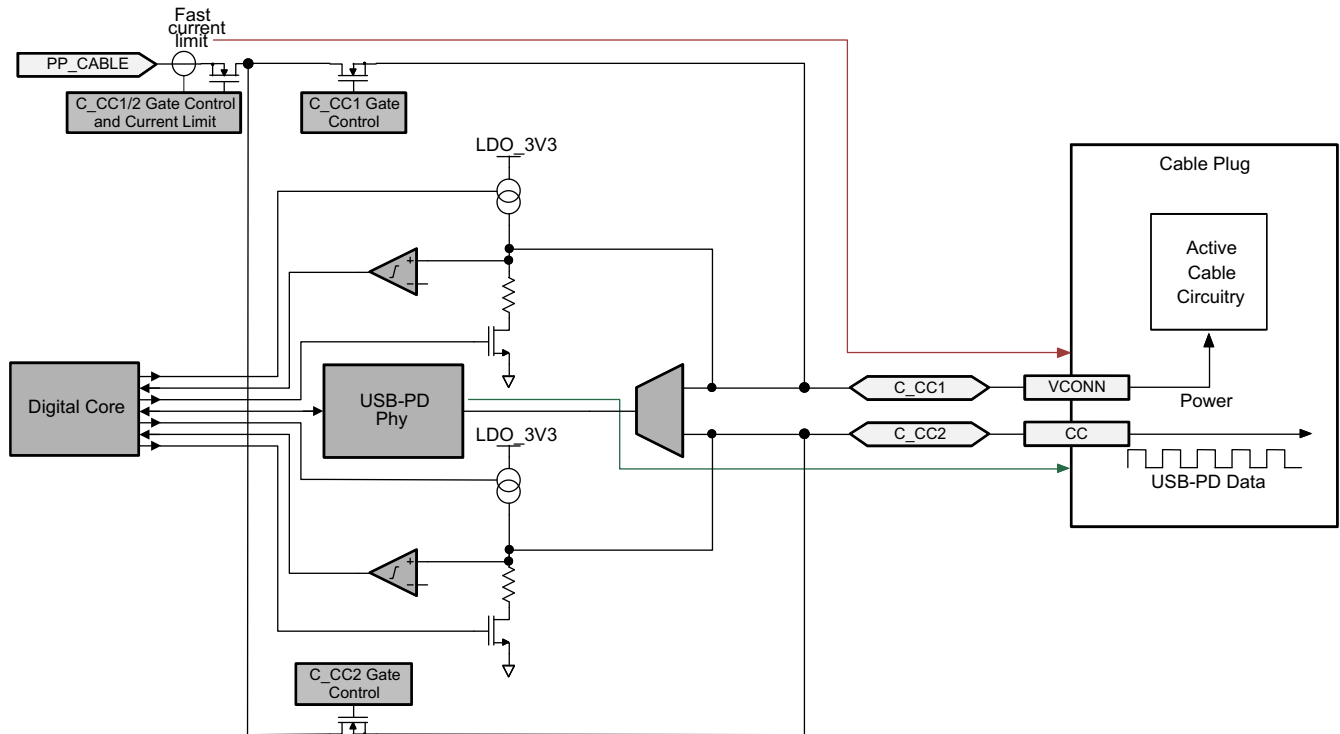 Fast
current
limit
PP_CABLE
C_CC1/2 Gate Control
and Current Limit
C_CC1 Gate
Control
LDO_3V3
Cable Plug
Active
Cable
Circuitry
Digital Core
USB-PD
Phy
C_CC1
VCONN
Power
C_CC2
CC
LDO_3V3
USB-PD Data
C_CC2 Gate
Control